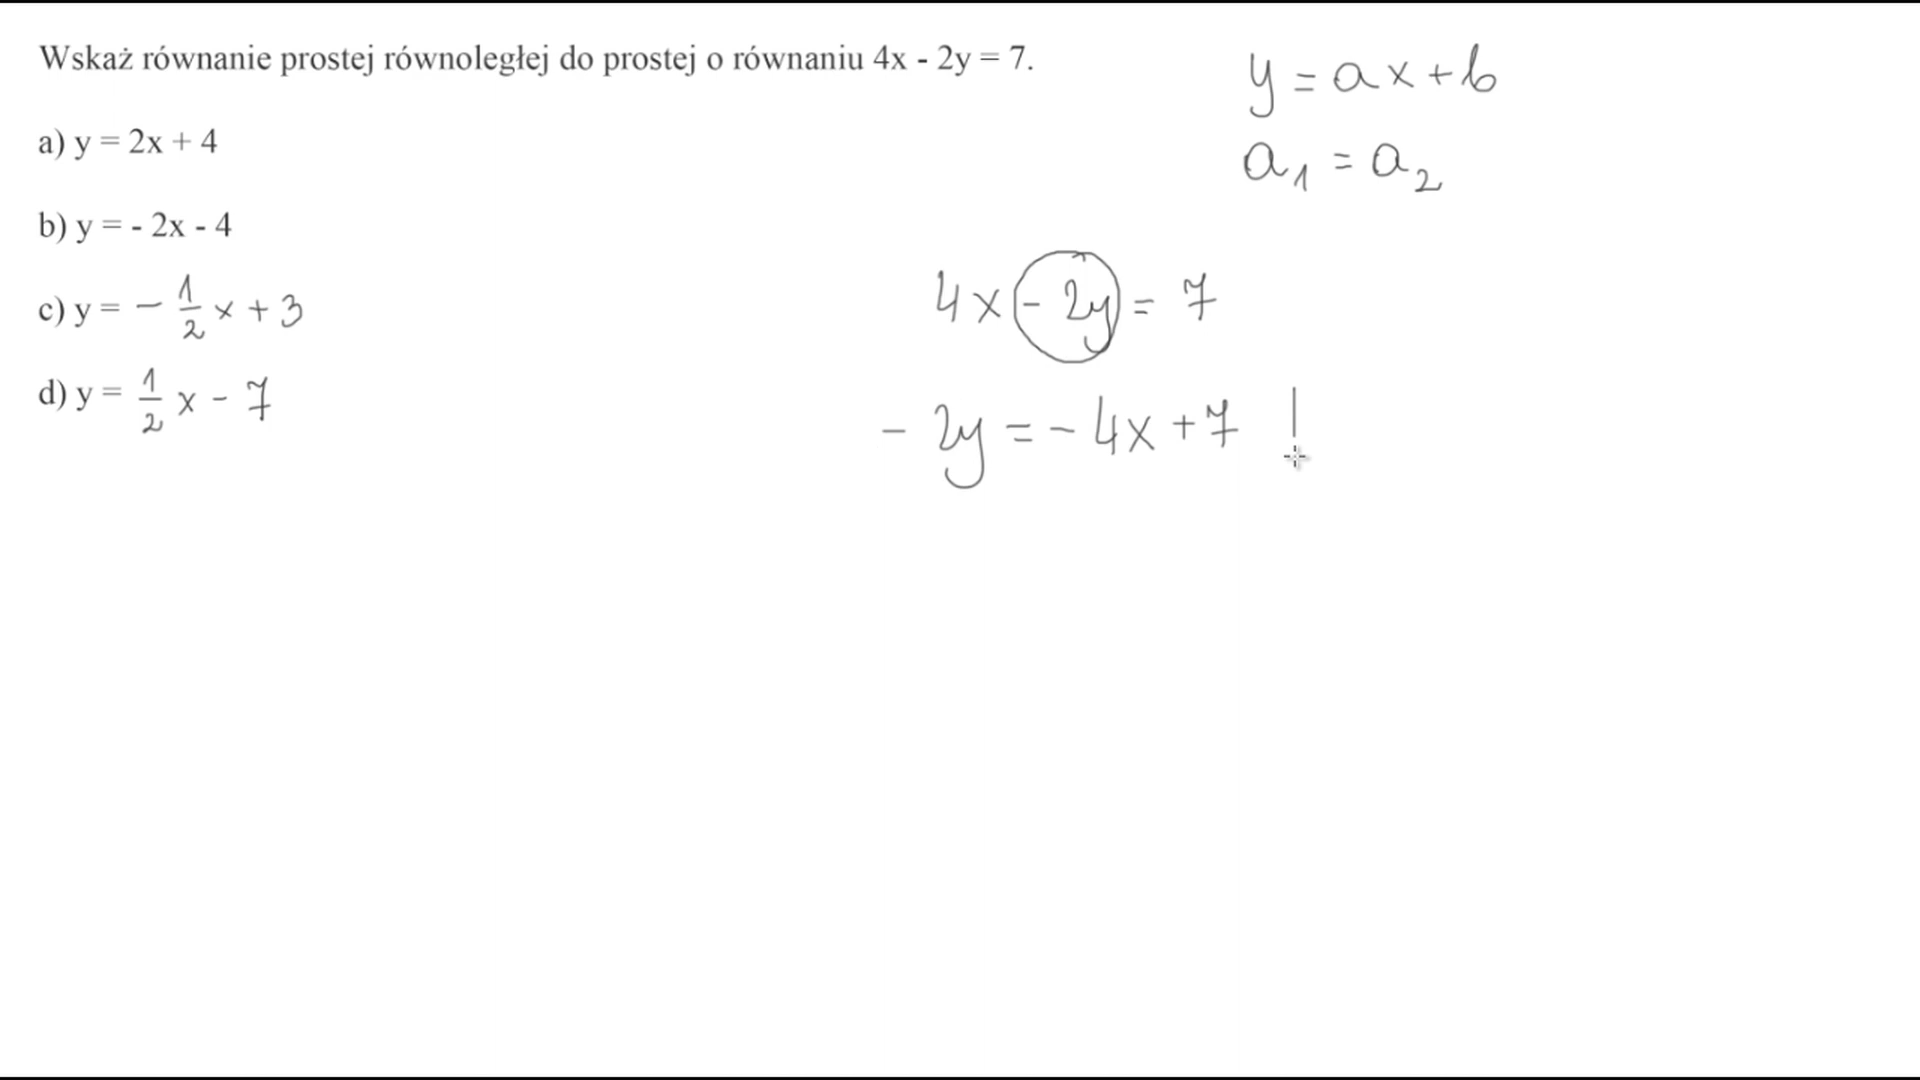 Wskaż równanie prostej równoległej do prostej o równaniu 4x - 2y = 7.
a) y = 2x + 4
b) y = - 2x - 4
c) y = - 1/2 x + 3
d) y = 1/2 x - 7
y = ax + b
a₁ = a₂
4x - 2y = 7
- 2y = - 4x + 7 |